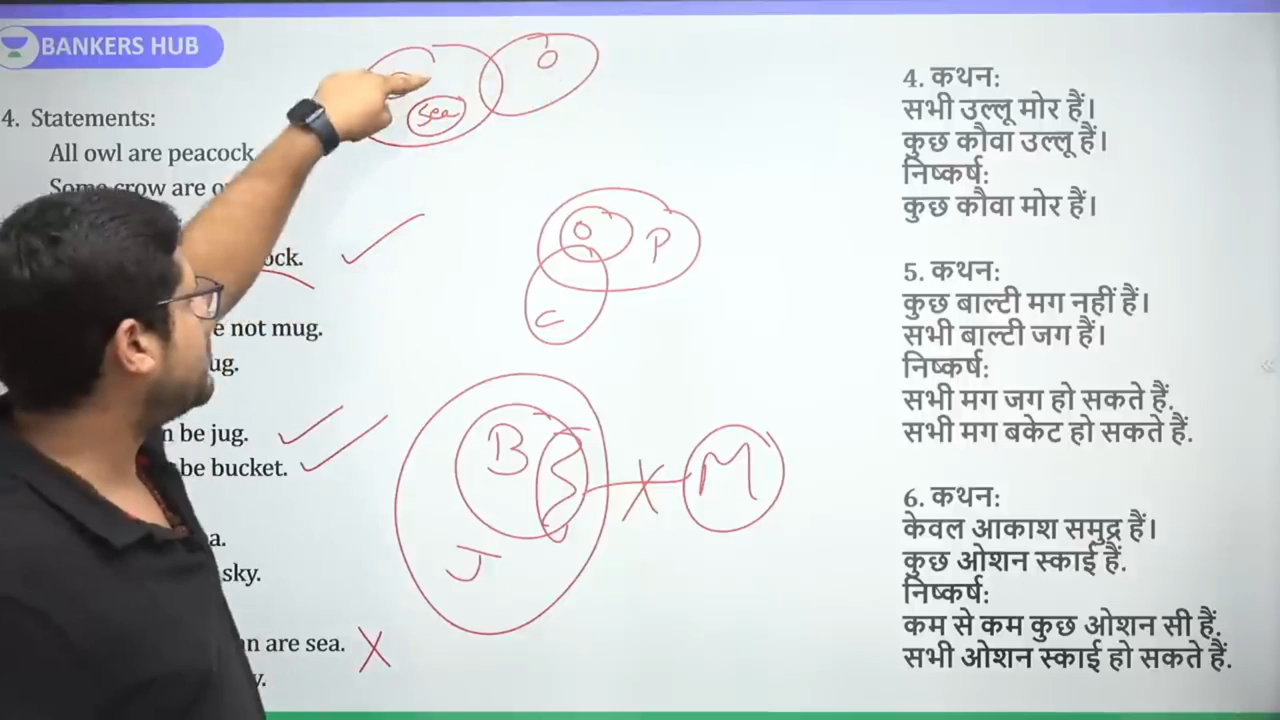 BANKERS HUB
4. Statements:
All owl are peacock
Some crow are
ock.
e not mug.
ug.
n be jug.
be bucket.
a.
sky.
n are sea.
y.
sea
O
O
P
C
B
J
M
4. कथन:
सभी उल्लू मोर हैं।
कुछ कौवा उल्लू हैं।
निष्कर्ष:
कुछ कौवा मोर हैं।
5. कथन:
कुछ बाल्टी मग नहीं हैं।
सभी बाल्टी जग हैं।
निष्कर्ष:
सभी मग जग हो सकते हैं.
सभी मग बकेट हो सकते हैं.
6. कथन:
केवल आकाश समुद्र हैं।
कुछ ओशन स्काई हैं.
निष्कर्ष:
कम से कम कुछ ओशन सी हैं.
सभी ओशन स्काई हो सकते हैं.